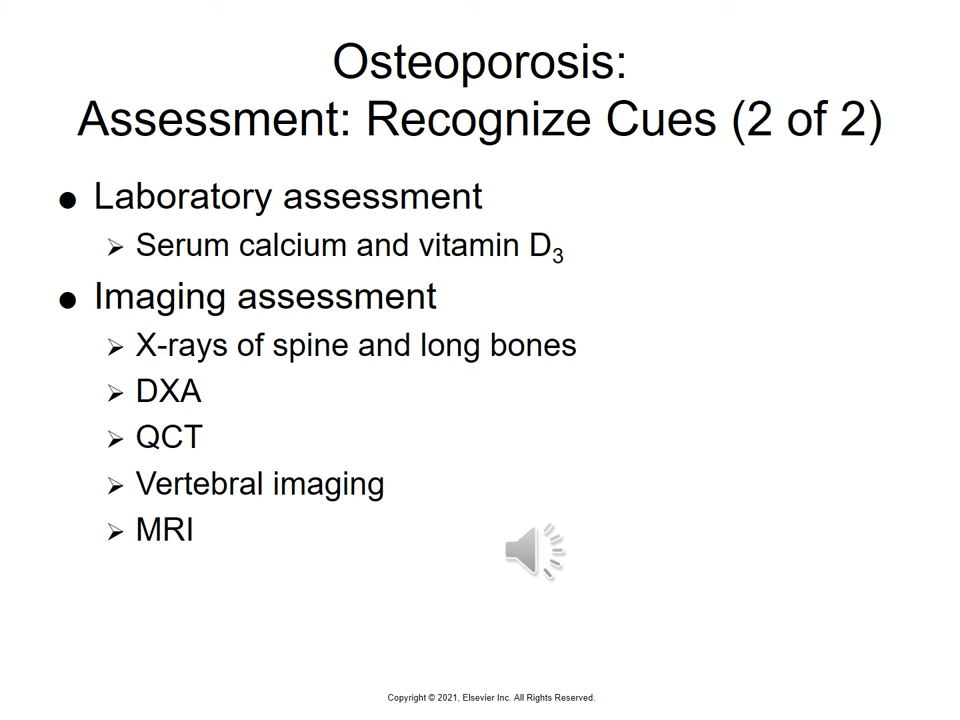 Osteoporosis:
Assessment: Recognize Cues (2 of 2)
● Laboratory assessment
➢ Serum calcium and vitamin D₃
● Imaging assessment
➢ X-rays of spine and long bones
➢ DXA
➢ QCT
➢ Vertebral imaging
➢ MRI
Copyright © 2021, Elsevier Inc. All Rights Reserved.